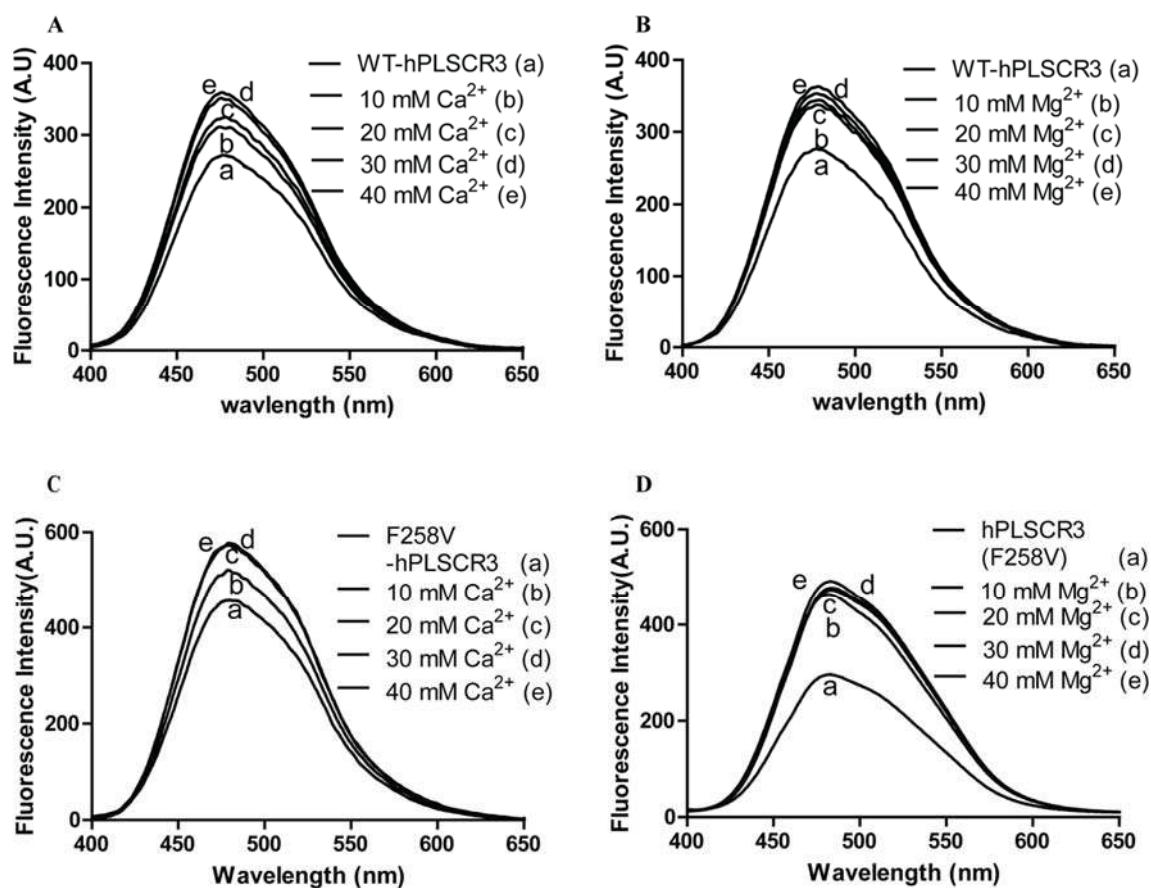 A
Fluorescence Intensity (A.U)
400
300
200
100
0
400 450 500 550 600 650
wavlength (nm)
e d
c
b
a
WT-hPLSCR3 (a)
10 mM Ca2+ (b)
20 mM Ca2+ (c)
30 mM Ca2+ (d)
40 mM Ca2+ (e)
B
Fluorescence Intensity (A.U)
400
300
200
100
0
400 450 500 550 600 650
wavlength (nm)
e d
c
b
a
WT-hPLSCR3 (a)
10 mM Mg2+ (b)
20 mM Mg2+ (c)
30 mM Mg2+ (d)
40 mM Mg2+ (e)
C
Fluorescence Intensity(A.U.)
600
400
200
0
400 450 500 550 600 650
Wavelength (nm)
e d
c
b
a
F258V
-hPLSCR3 (a)
10 mM Ca2+ (b)
20 mM Ca2+ (c)
30 mM Ca2+ (d)
40 mM Ca2+ (e)
D
Fluorescence Intensity(A.U.)
600
400
200
0
400 450 500 550 600 650
Wavelength (nm)
e d
c
b
a
hPLSCR3
(F258V) (a)
10 mM Mg2+ (b)
20 mM Mg2+ (c)
30 mM Mg2+ (d)
40 mM Mg2+ (e)